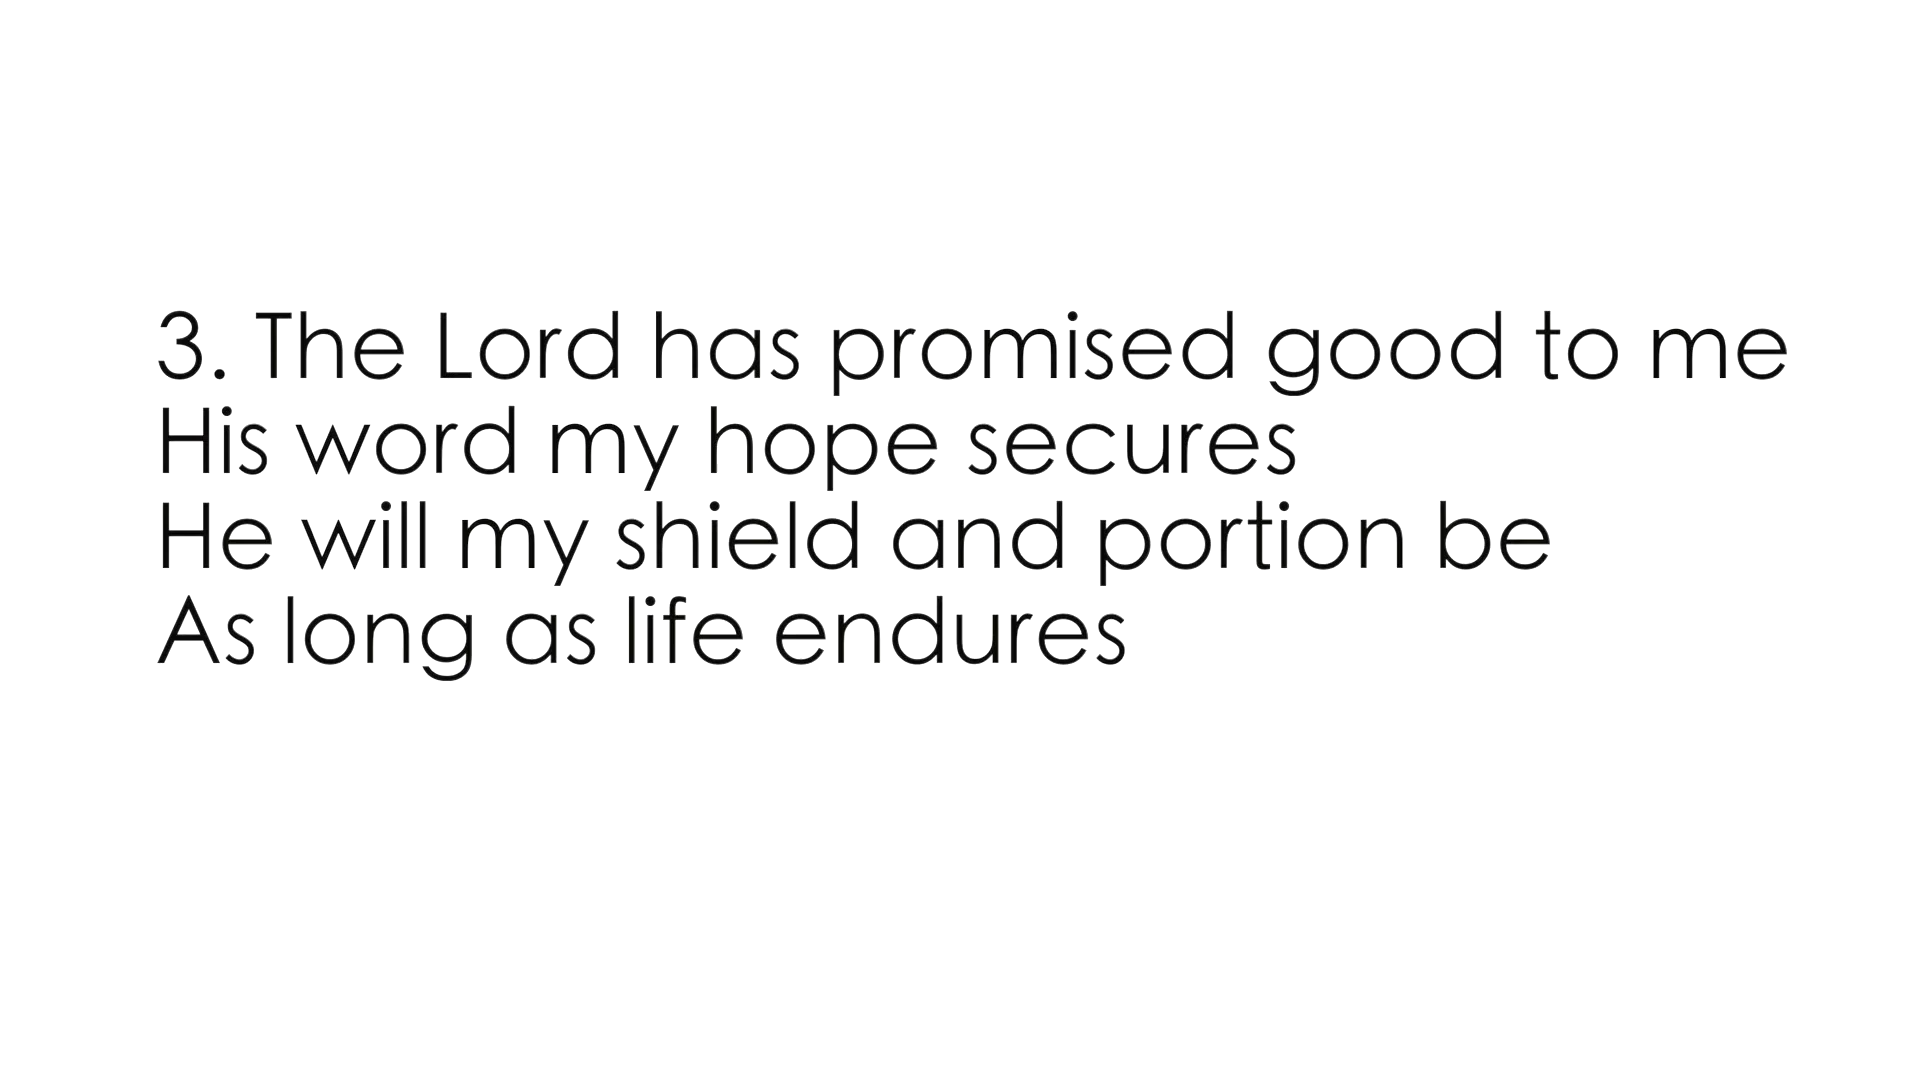 3. The Lord has promised good to me
His word my hope secures
He will my shield and portion be
As long as life endures